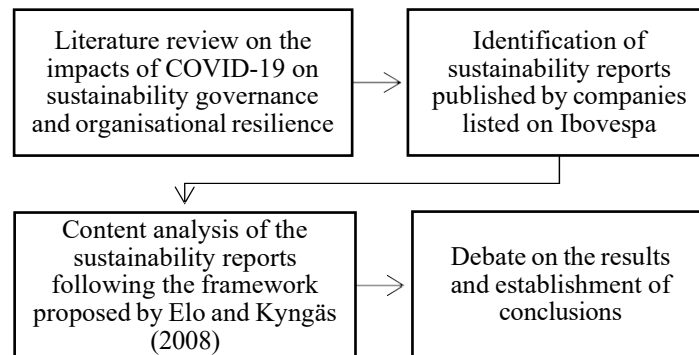 Literature review on the
impacts of COVID-19 on
sustainability governance
and organisational resilience
Identification of
sustainability reports
published by companies
listed on Ibovespa
Content analysis of the
sustainability reports
following the framework
proposed by Elo and Kyngäs
(2008)
Debate on the results
and establishment of
conclusions